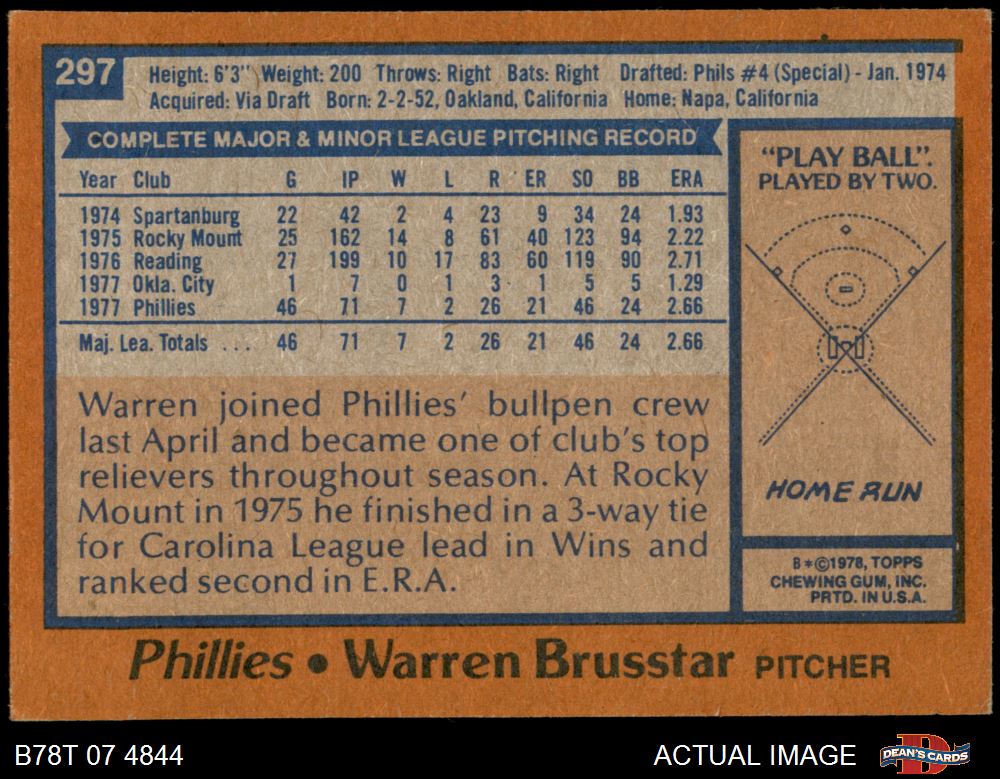 297
Height: 6'3" Weight: 200 Throws: Right Bats: Right Drafted: Phils #4 (Special) - Jan. 1974
Acquired: Via Draft Born: 2-2-52, Oakland, California Home: Napa, California
COMPLETE MAJOR & MINOR LEAGUE PITCHING RECORD
Year Club G IP W L R ER SO BB ERA
1974 Spartanburg 22 42 2 4 23 9 34 24 1.93
1975 Rocky Mount 25 162 14 8 61 40 123 94 2.22
1976 Reading 27 199 10 17 83 60 119 90 2.71
1977 Okla. City 1 7 0 1 3 1 5 5 1.29
1977 Phillies 46 71 7 2 26 21 46 24 2.66
Maj. Lea. Totals ... 46 71 7 2 26 21 46 24 2.66
Warren joined Phillies' bullpen crew
last April and became one of club's top
relievers throughout season. At Rocky
Mount in 1975 he finished in a 3-way tie
for Carolina League lead in Wins and
ranked second in E.R.A.
"PLAY BALL".
PLAYED BY TWO.
HOME RUN
B*©1978, TOPPS
CHEWING GUM, INC.
PRTD. IN U.S.A.
Phillies • Warren Brusstar PITCHER
B78T 07 4844
ACTUAL IMAGE
DEAN'S CARDS